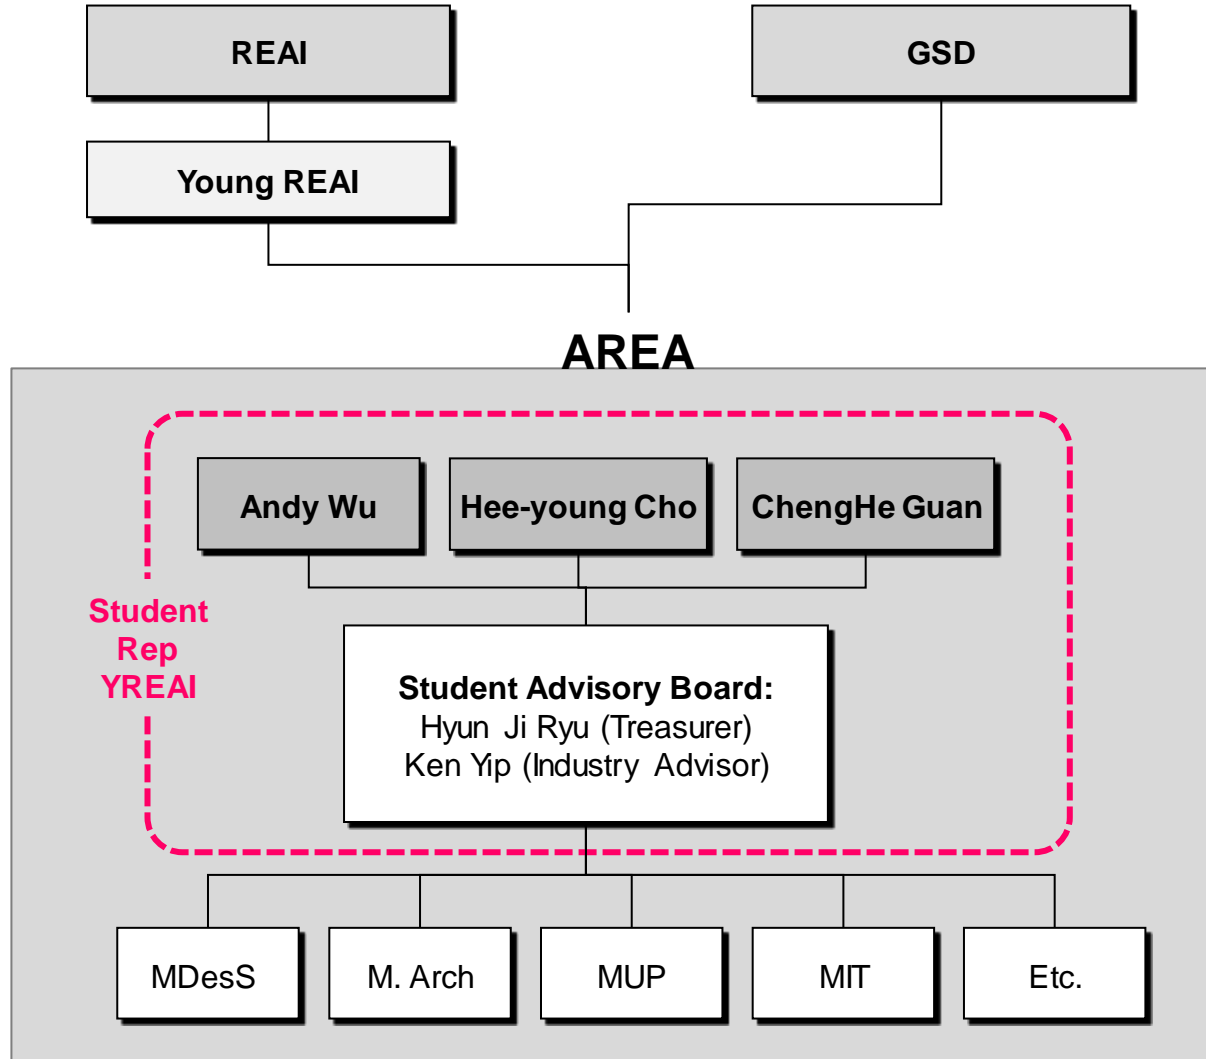 REAI
GSD
Young REAI
AREA
Andy Wu
Hee-young Cho
ChengHe Guan
Student
Rep
YREAI
Student Advisory Board:
Hyun Ji Ryu (Treasurer)
Ken Yip (Industry Advisor)
MDesS
M. Arch
MUP
MIT
Etc.